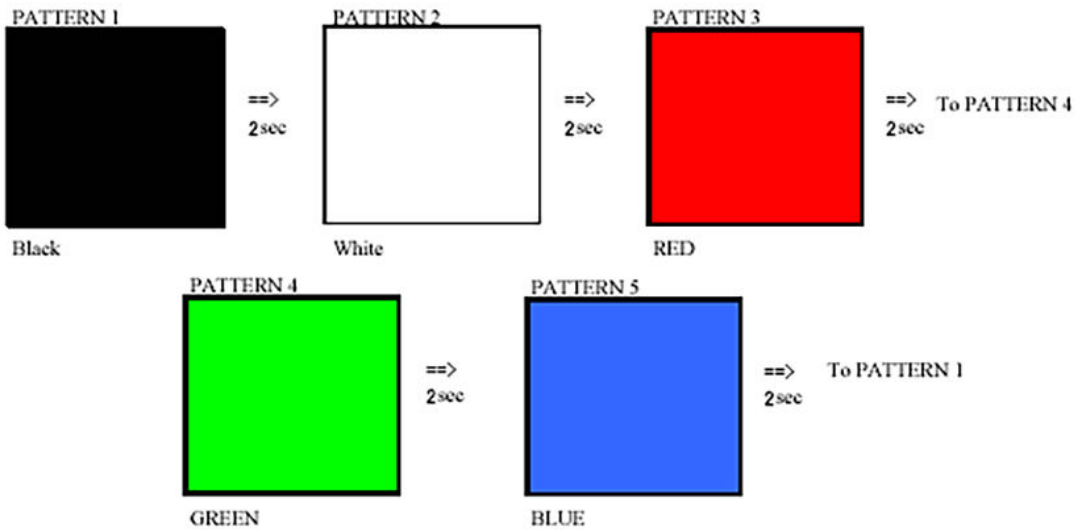 PATTERN 1
PATTERN 2
PATTERN 3
==>
2sec
==>
2sec
==>
2sec
To PATTERN 4
Black
White
RED
PATTERN 4
PATTERN 5
==>
2sec
==>
2sec
To PATTERN 1
GREEN
BLUE